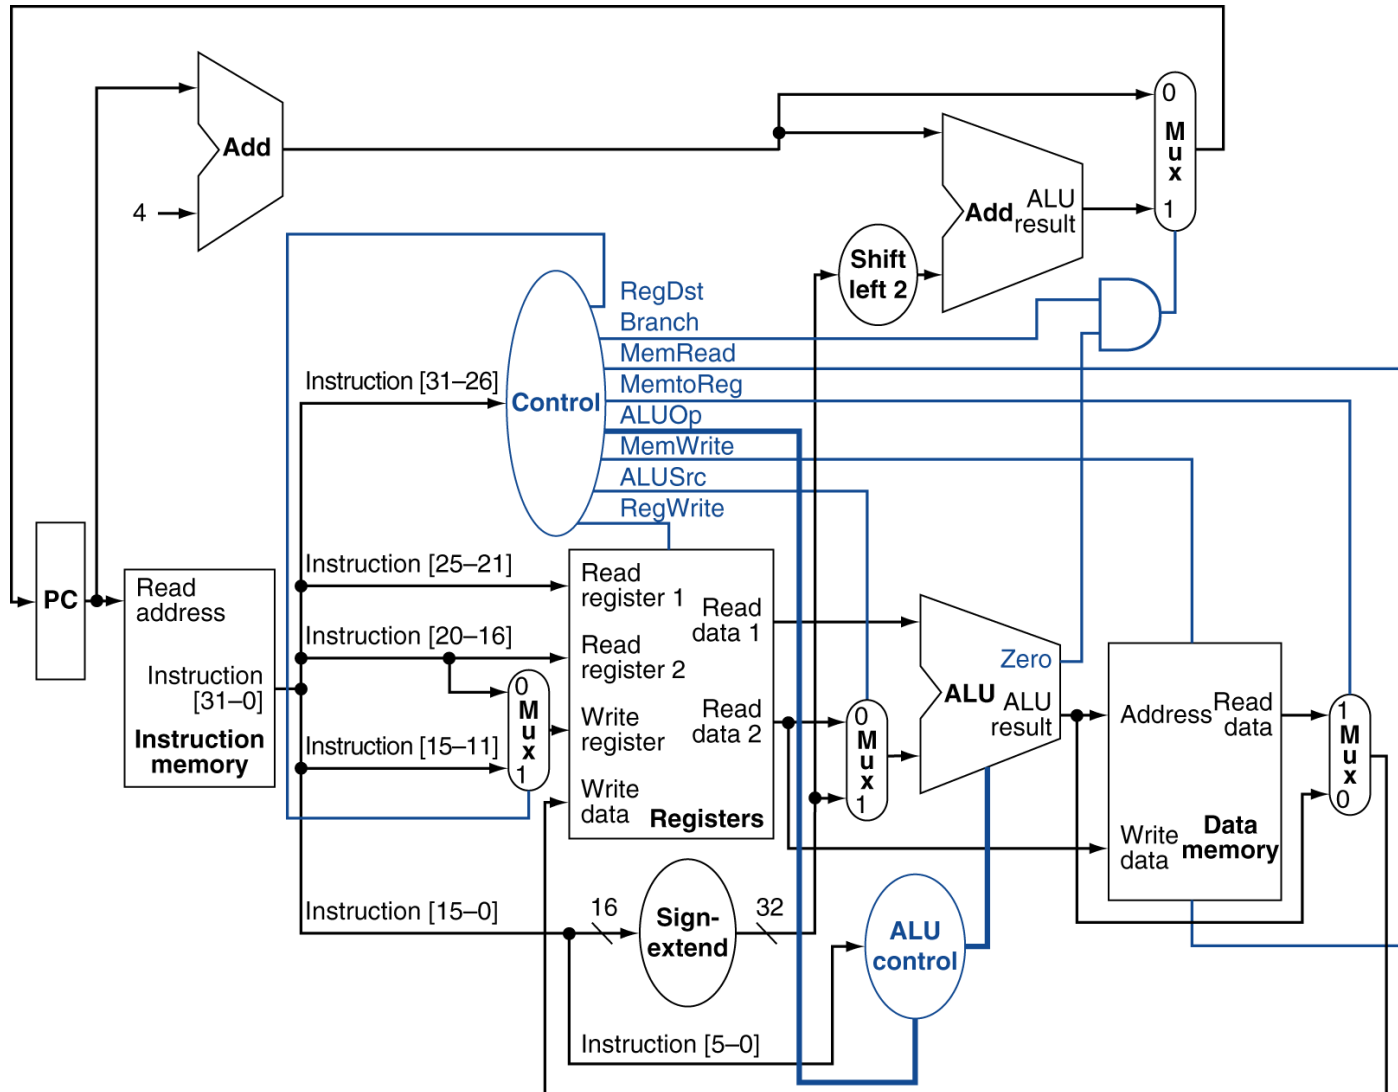 0
M
u
x
1
Add
4
Add
ALU
result
Shift
left 2
RegDst
Branch
MemRead
MemtoReg
ALUOp
MemWrite
ALUSrc
RegWrite
Control
Instruction [31–26]
Instruction [25–21]
Instruction [20–16]
Instruction [15–11]
Instruction [15–0]
Instruction [5–0]
PC
Read
address
Instruction
[31–0]
Instruction
memory
0
M
u
x
1
Read
register 1
Read
register 2
Write
register
Write
data
Read
data 1
Read
data 2
Registers
0
M
u
x
1
Zero
ALU
ALU
result
Address
Read
data
Write
data
Data
memory
1
M
u
x
0
16
Sign-
extend
32
ALU
control